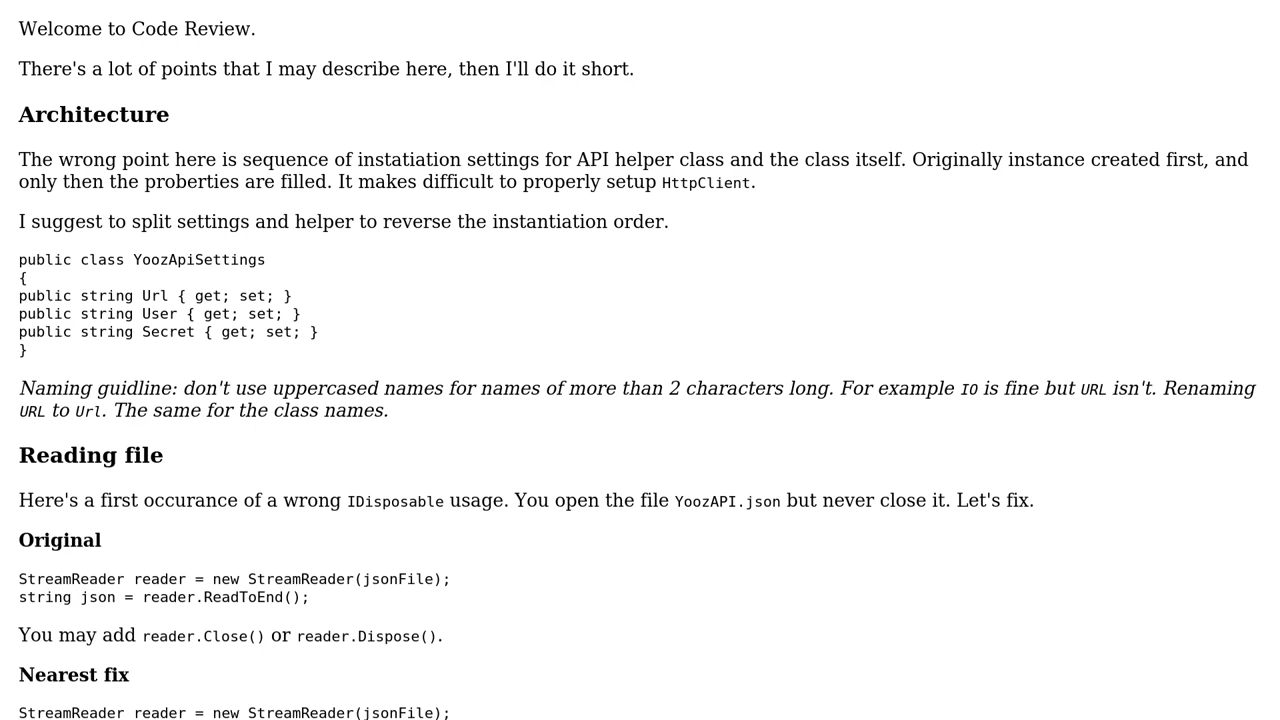 Welcome to Code Review.
There's a lot of points that I may describe here, then I'll do it short.
Architecture
The wrong point here is sequence of instatiation settings for API helper class and the class itself. Originally instance created first, and
only then the proberties are filled. It makes difficult to properly setup HttpClient.
I suggest to split settings and helper to reverse the instantiation order.
public class YoozApiSettings
{
public string Url { get; set; }
public string User { get; set; }
public string Secret { get; set; }
}
Naming guidline: don't use uppercased names for names of more than 2 characters long. For example IO is fine but URL isn't. Renaming
URL to Url. The same for the class names.
Reading file
Here's a first occurance of a wrong IDisposable usage. You open the file YoozAPI.json but never close it. Let's fix.
Original
StreamReader reader = new StreamReader(jsonFile);
string json = reader.ReadToEnd();
You may add reader.Close() or reader.Dispose().
Nearest fix
StreamReader reader = new StreamReader(jsonFile);